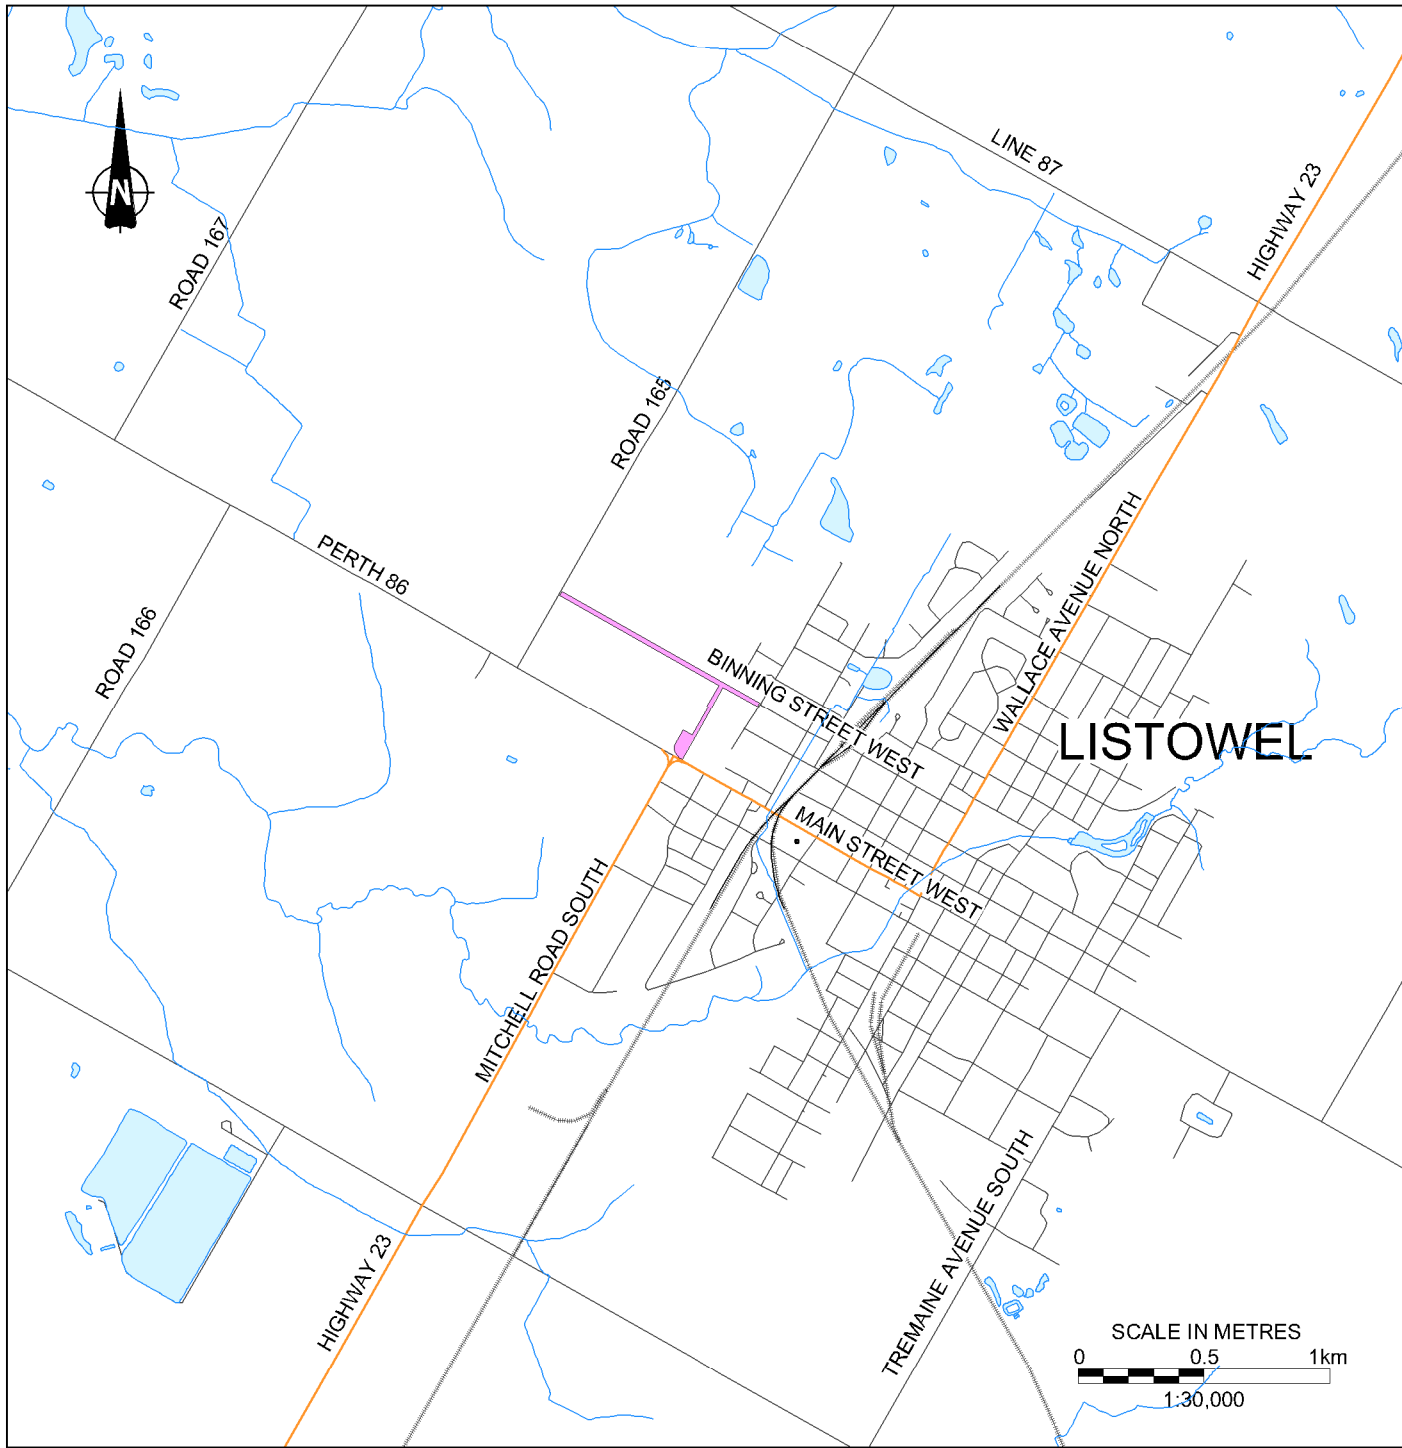 LINE 87
HIGHWAY 23
N
ROAD 167
ROAD 165
WALLACE AVENUE NORTH
PERTH 86
ROAD 166
BINNING STREET WEST
LISTOWEL
MAIN STREET WEST
MITCHELL ROAD SOUTH
TREMAINE AVENUE SOUTH
HIGHWAY 23
SCALE IN METRES
0 0.5 1km
1:30,000